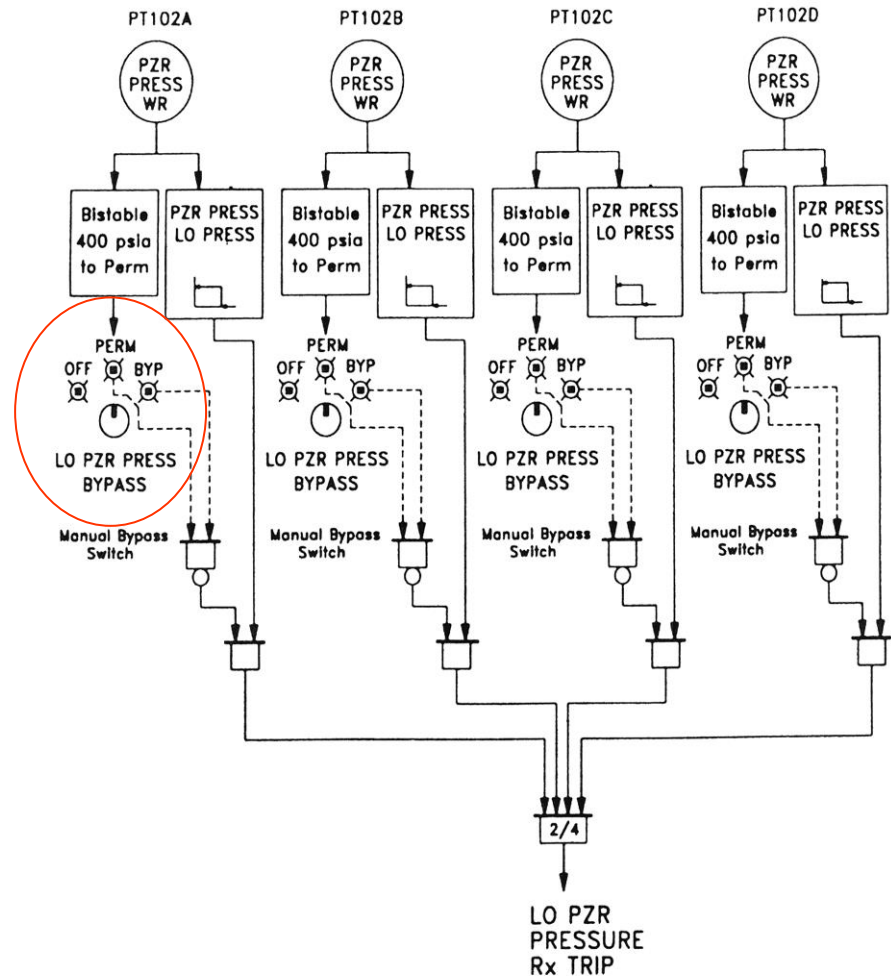 PT102A
PT102B
PT102C
PT102D
PZR
PRESS
WR
PZR
PRESS
WR
PZR
PRESS
WR
PZR
PRESS
WR
Bistable
400 psia
to Perm
PZR PRESS
LO PRESS
Bistable
400 psia
to Perm
PZR PRESS
LO PRESS
Bistable
400 psia
to Perm
PZR PRESS
LO PRESS
Bistable
400 psia
to Perm
PZR PRESS
LO PRESS
PERM
OFF BYP
LO PZR PRESS
BYPASS
Manual Bypass
Switch
PERM
OFF BYP
LO PZR PRESS
BYPASS
Manual Bypass
Switch
PERM
OFF BYP
LO PZR PRESS
BYPASS
Manual Bypass
Switch
PERM
OFF BYP
LO PZR PRESS
BYPASS
Manual Bypass
Switch
2/4
LO PZR
PRESSURE
Rx TRIP